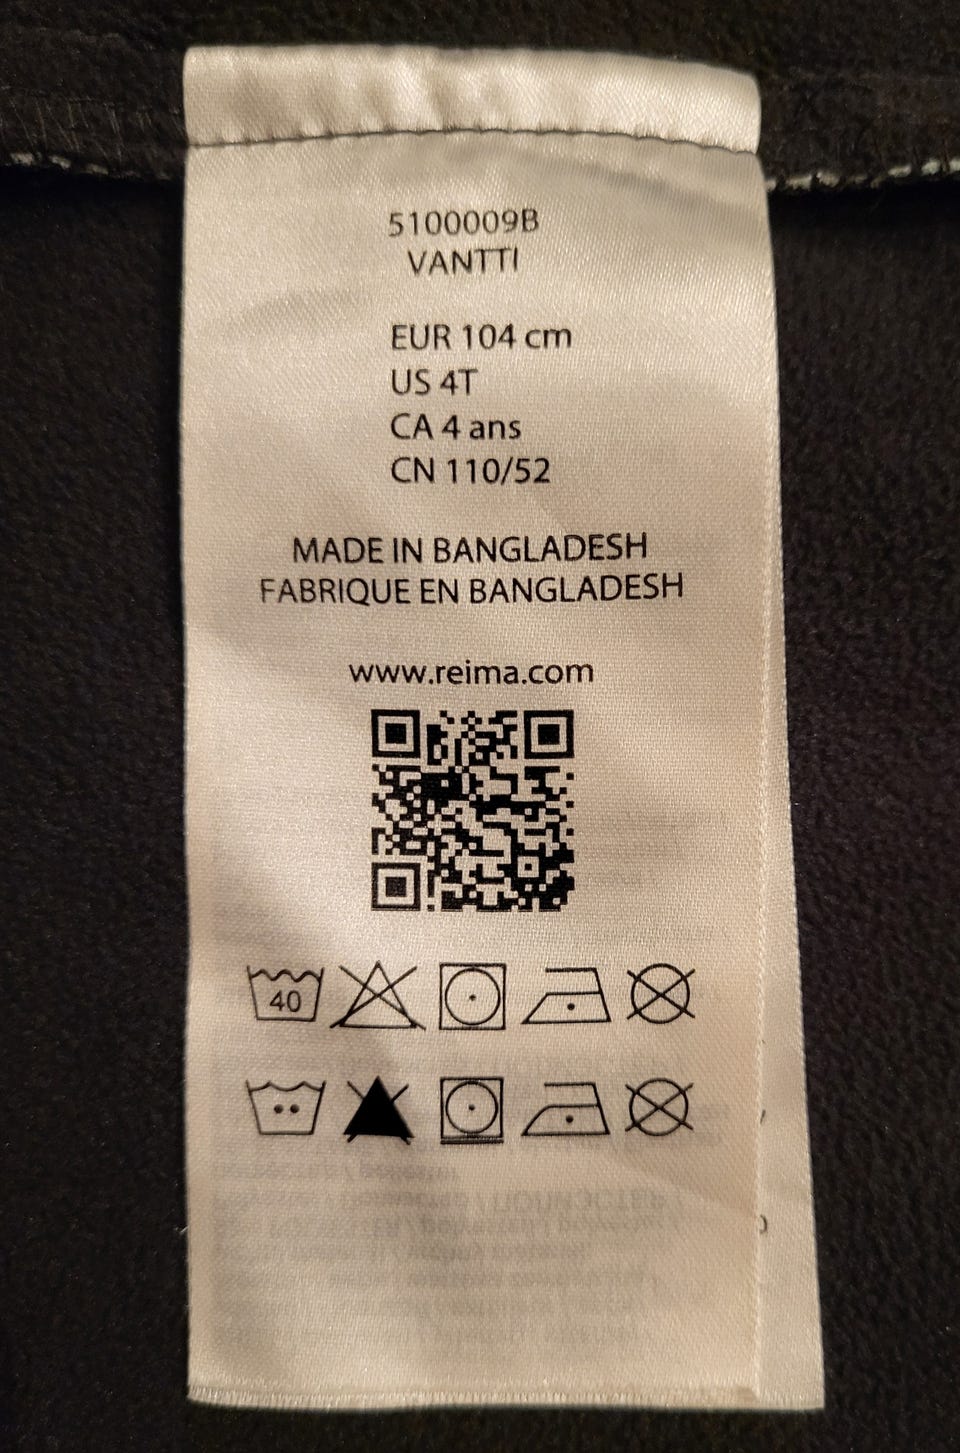 5100009B
VANTTI
EUR 104 cm
US 4T
CA 4 ans
CN 110/52
MADE IN BANGLADESH
FABRIQUE EN BANGLADESH
www.reima.com
40